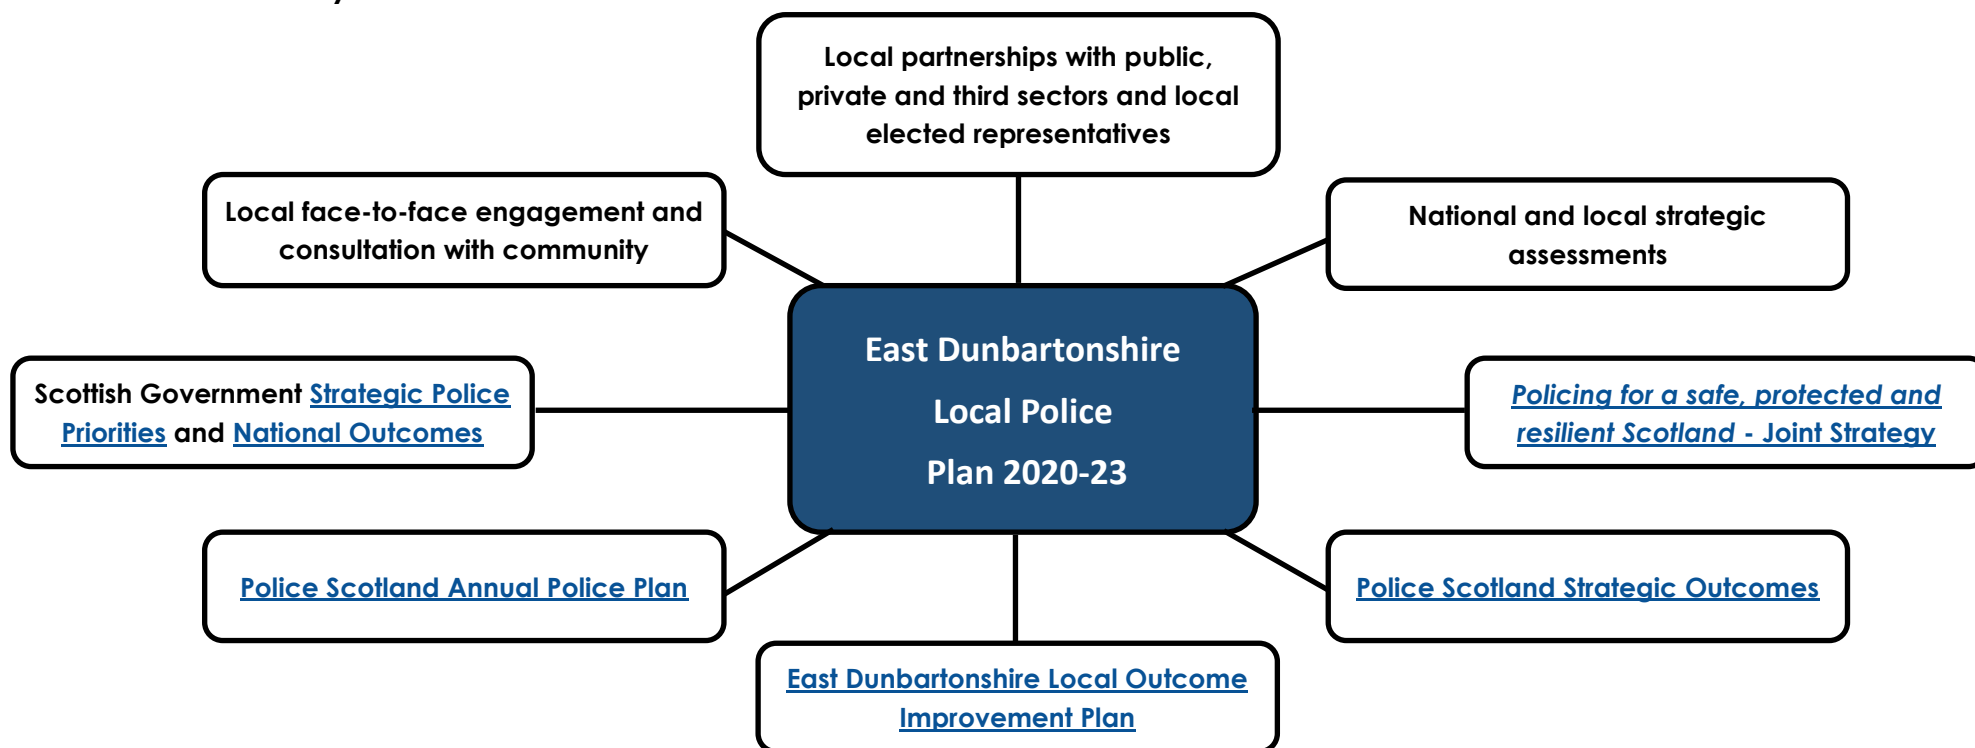 Local partnerships with public,
private and third sectors and local
elected representatives
Local face-to-face engagement and
consultation with community
National and local strategic
assessments
East Dunbartonshire
Local Police
Plan 2020-23
Scottish Government Strategic Police
Priorities and National Outcomes
Policing for a safe, protected and
resilient Scotland - Joint Strategy
Police Scotland Annual Police Plan
Police Scotland Strategic Outcomes
East Dunbartonshire Local Outcome
Improvement Plan